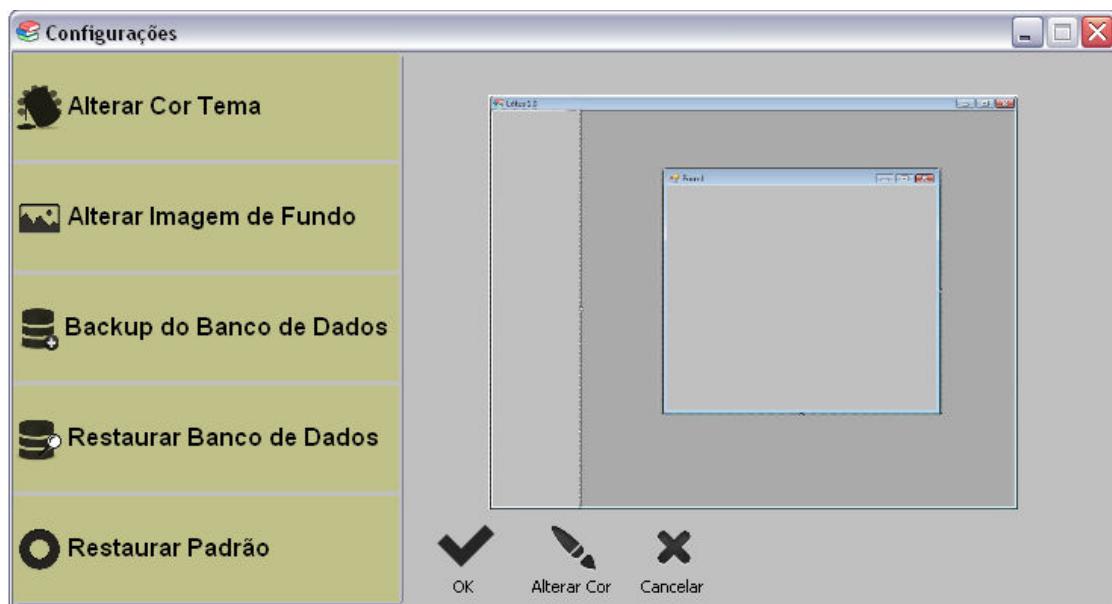 Configurações
Alterar Cor Tema
Alterar Imagem de Fundo
Backup do Banco de Dados
Restaurar Banco de Dados
Restaurar Padrão
OK
Alterar Cor
Cancelar